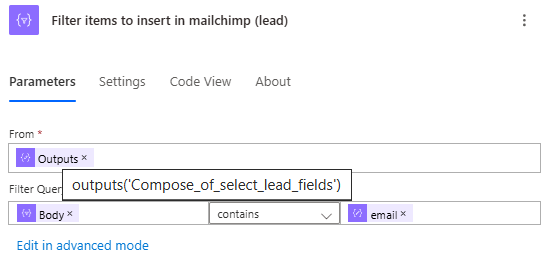 Filter items to insert in mailchimp (lead)
Parameters Settings Code View About
From *
Outputs ×
outputs('Compose_of_select_lead_fields')
Filter Quer
Body × contains email ×
Edit in advanced mode